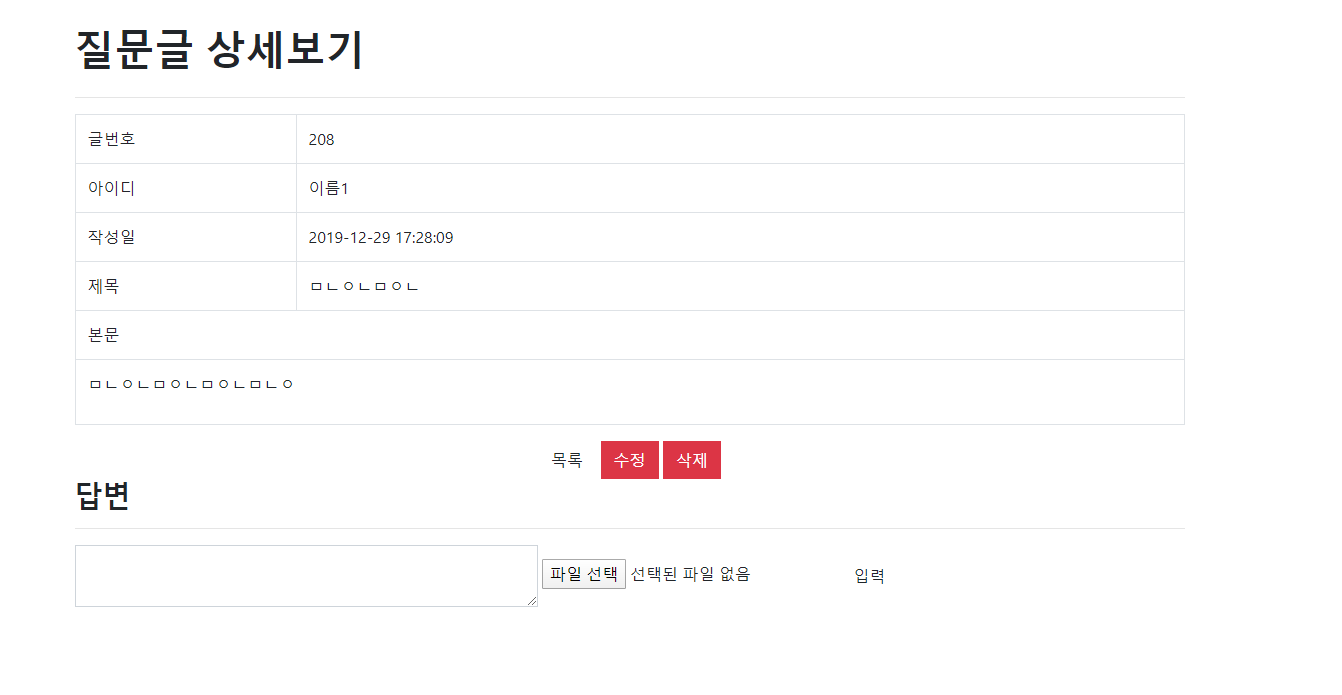 질문글 상세보기
글번호 208
아이디 이름1
작성일 2019-12-29 17:28:09
제목 ㅁㄴㅇㄴㅁㅇㄴ
본문
ㅁㄴㅇㄴㅁㅇㄴㅁㅇㄴㅁㄴㅇ
목록 수정 삭제
답변
파일 선택 선택된 파일 없음 입력